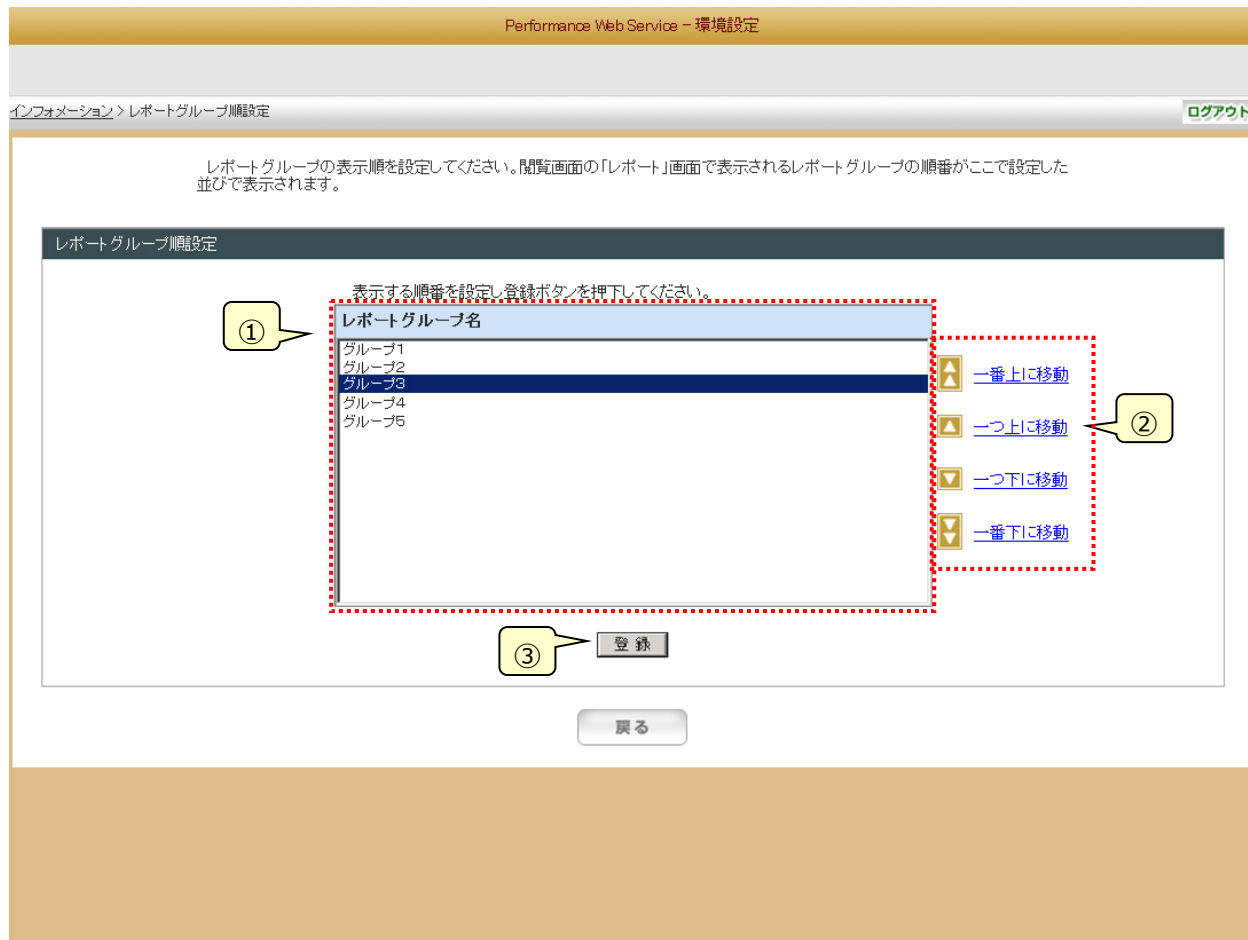 Performance Web Service − 環境設定
インフォメーション > レポートグループ順設定
ログアウト
レポートグループの表示順を設定してください。閲覧画面の「レポート」画面で表示されるレポートグループの順番がここで設定した
並びで表示されます。
レポートグループ順設定
表示する順番を設定し登録ボタンを押下してください。
①
レポートグループ名
グループ1
グループ2
グループ3
グループ4
グループ5
一番上に移動
一つ上に移動
②
一つ下に移動
一番下に移動
③
登録
戻る